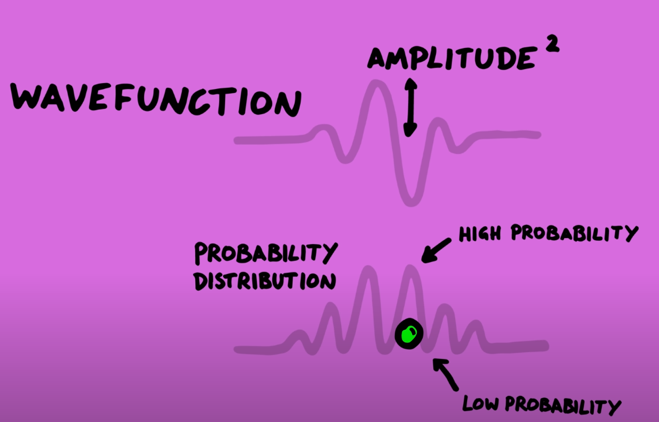 AMPLITUDE²
WAVEFUNCTION
HIGH PROBABILITY
PROBABILITY
DISTRIBUTION
LOW PROBABILITY